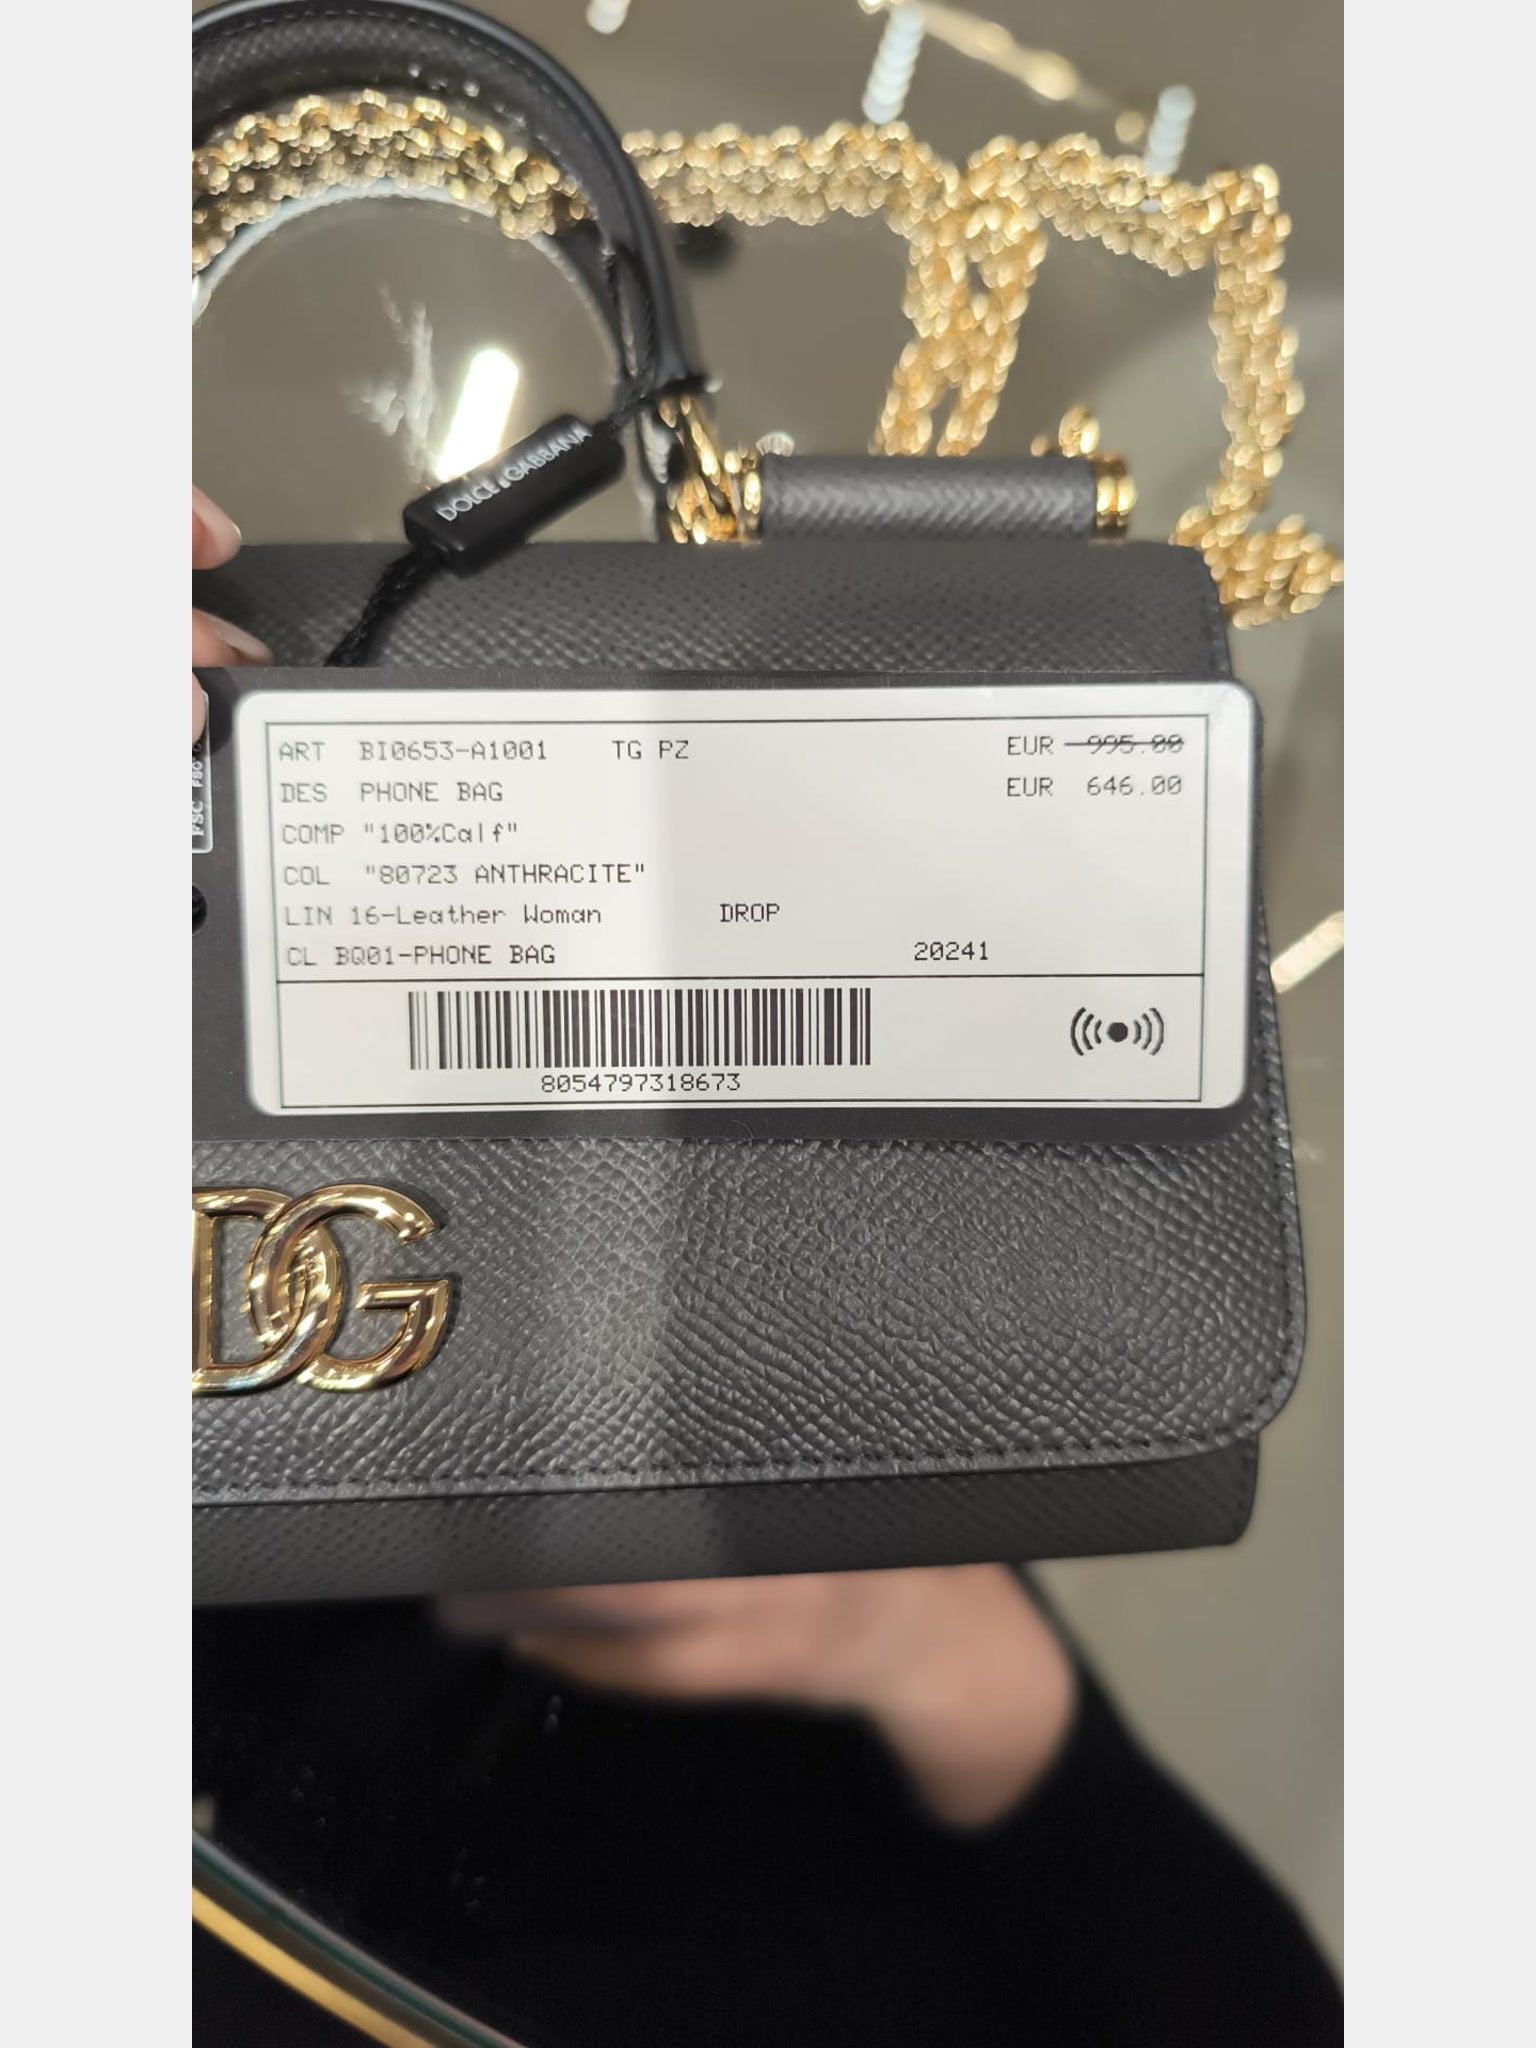 DOLCE & GABBANA
ART BI0653-A1001 TG PZ EUR 995.00
DES PHONE BAG EUR 646.00
COMP "100%Calf"
COL "80723 ANTHRACITE"
LIN 16-Leather Woman DROP
CL BQ01-PHONE BAG 20241
8054797318673
FSC
DG